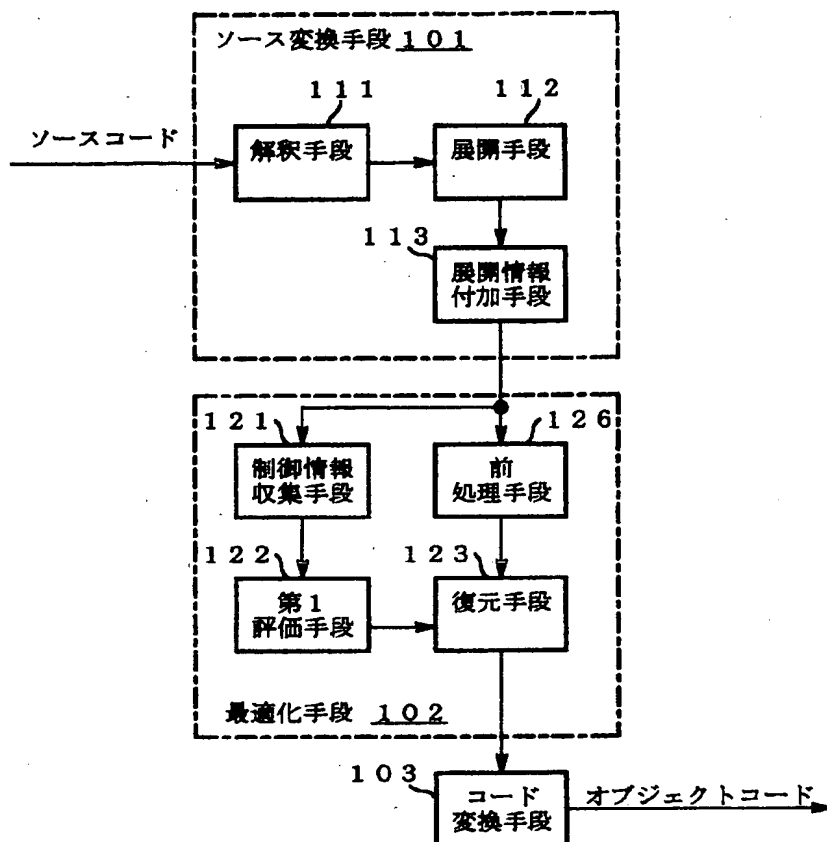 ソース変換手段 101
111
112
ソースコード
解釈手段
展開手段
113
展開情報
付加手段
121
126
制御情報
収集手段
前
処理手段
122
123
第1
評価手段
復元手段
最適化手段 102
103
コード
変換手段
オブジェクトコード